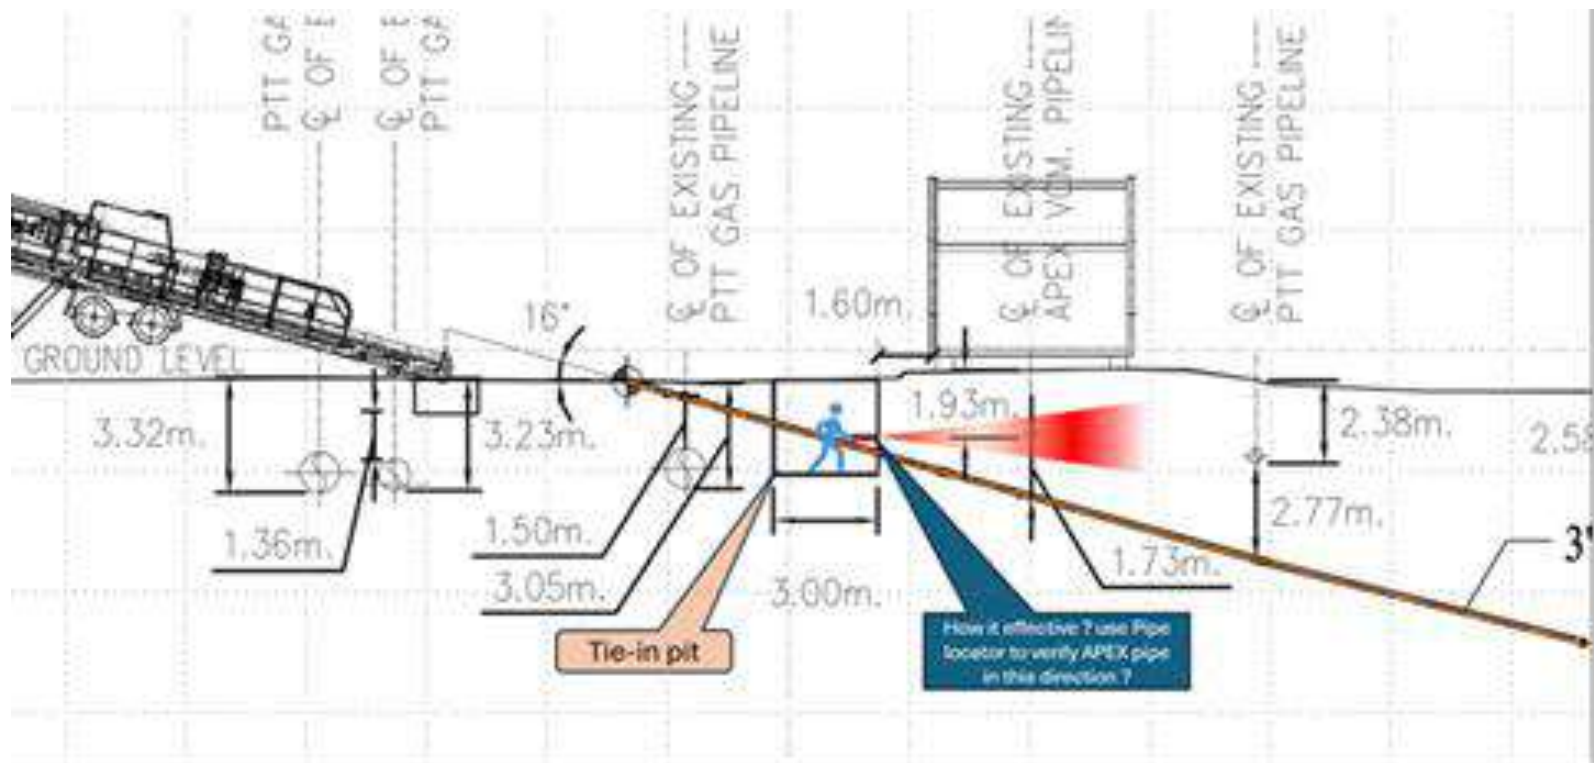 PTT GA
℄ OF E
℄ OF E
PTT GA
℄ OF EXISTING
PTT GAS PIPELINE
℄ OF EXISTING
APEX VCM. PIPELIN
℄ OF EXISTING
PTT GAS PIPELINE
16°
1.60m.
GROUND LEVEL
3.32m.
3.23m.
1.93m.
2.38m.
1.36m.
1.50m.
3.05m.
3.00m.
1.73m.
2.77m.
Tie-in pit
How it effective ? use Pipe
locator to verify APEX pipe
in this direction ?